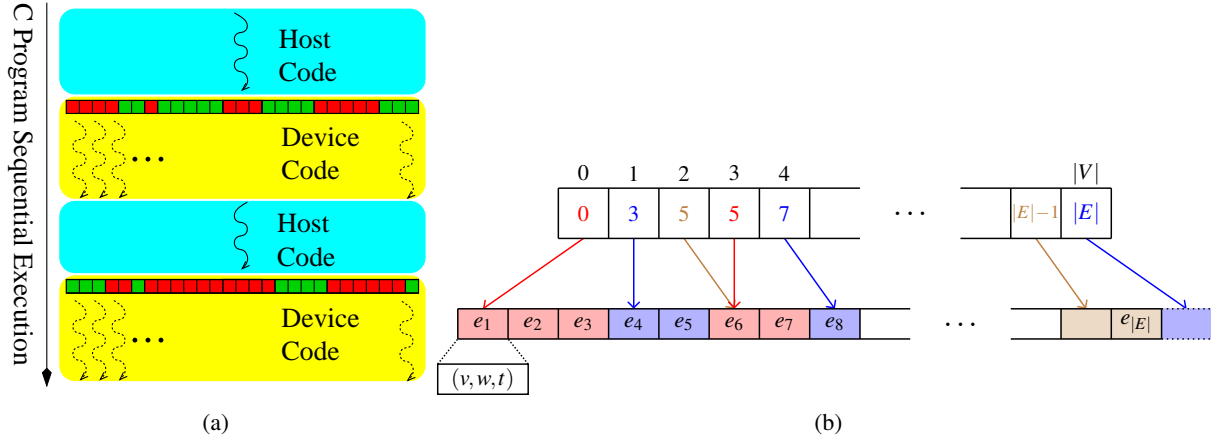 C Program Sequential Execution
Host
Code
Device
Code
• • •
Host
Code
Device
Code
• • •
(a)
0 1 2 3 4 |V|
0 3 5 5 7 · · · |E|−1 |E|
e1 e2 e3 e4 e5 e6 e7 e8 · · · e|E|
(v, w, t)
(b)